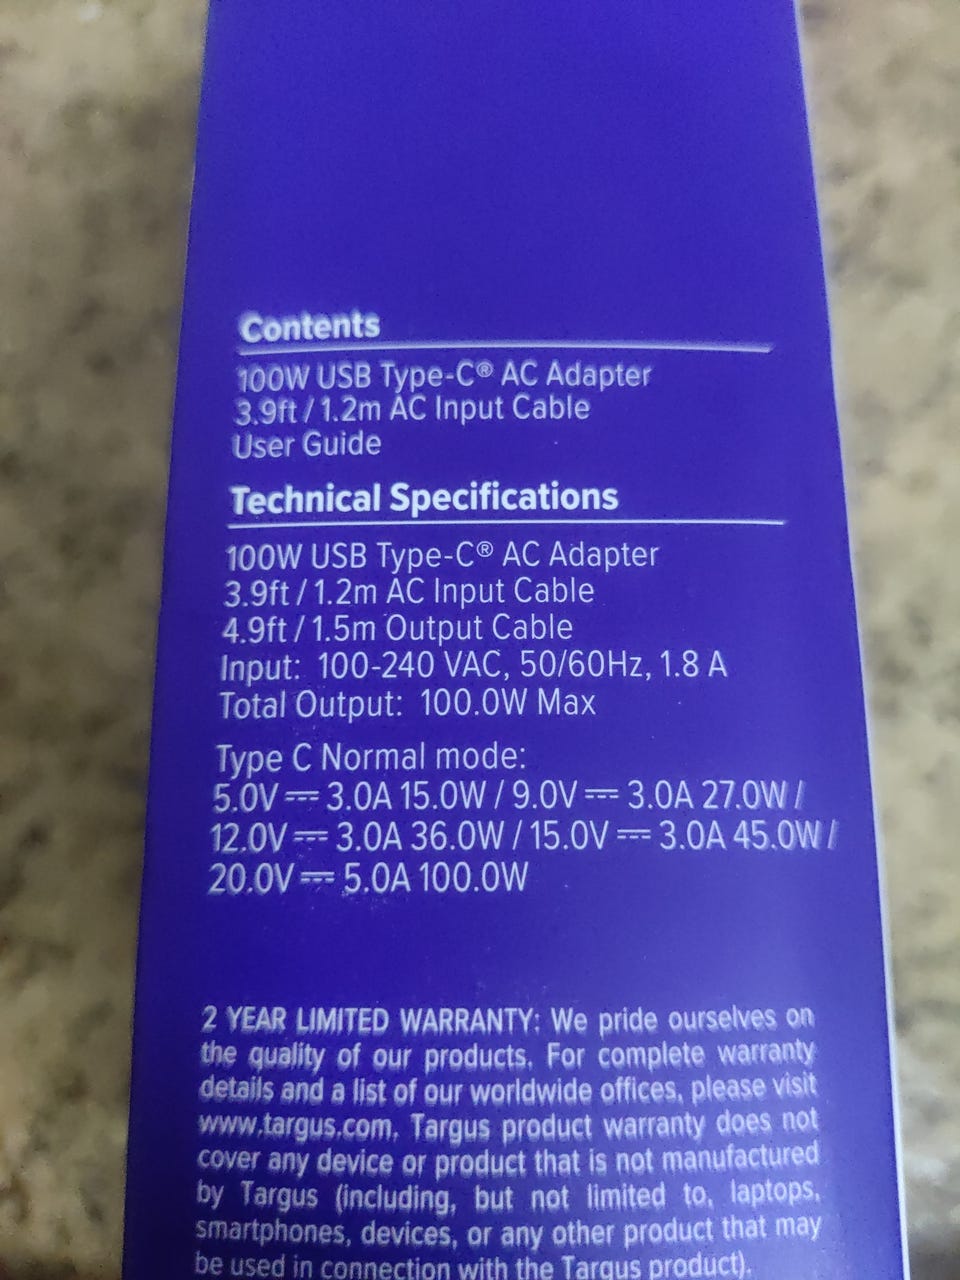 Contents
100W USB Type-C® AC Adapter
3.9ft / 1.2m AC Input Cable
User Guide
Technical Specifications
100W USB Type-C® AC Adapter
3.9ft / 1.2m AC Input Cable
4.9ft / 1.5m Output Cable
Input: 100-240 VAC, 50/60Hz, 1.8 A
Total Output: 100.0W Max
Type C Normal mode:
5.0V ⎓ 3.0A 15.0W / 9.0V ⎓ 3.0A 27.0W /
12.0V ⎓ 3.0A 36.0W / 15.0V ⎓ 3.0A 45.0W /
20.0V ⎓ 5.0A 100.0W
2 YEAR LIMITED WARRANTY: We pride ourselves on
the quality of our products. For complete warranty
details and a list of our worldwide offices, please visit
www.targus.com. Targus product warranty does not
cover any device or product that is not manufactured
by Targus (including, but not limited to, laptops,
smartphones, devices, or any other product that may
be used in connection with the Targus product).